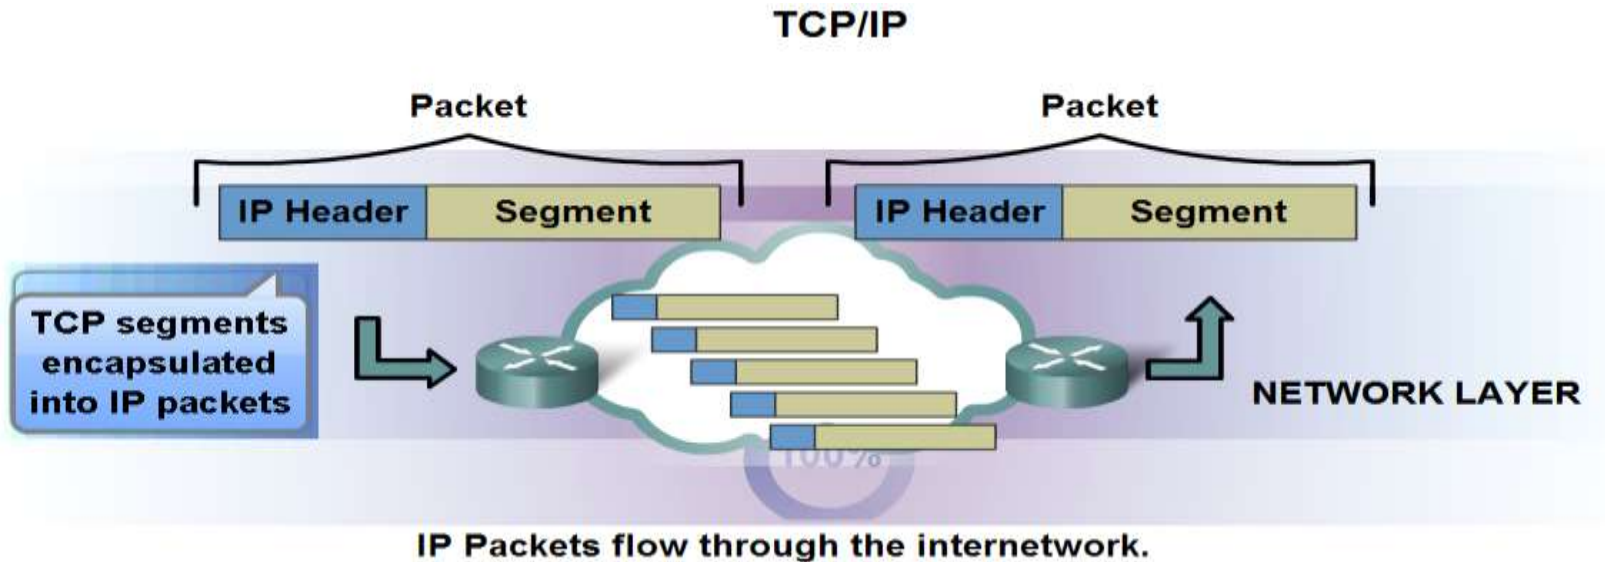 TCP/IP
Packet
Packet
IP Header
Segment
IP Header
Segment
TCP segments
encapsulated
into IP packets
NETWORK LAYER
100%
IP Packets flow through the internetwork.